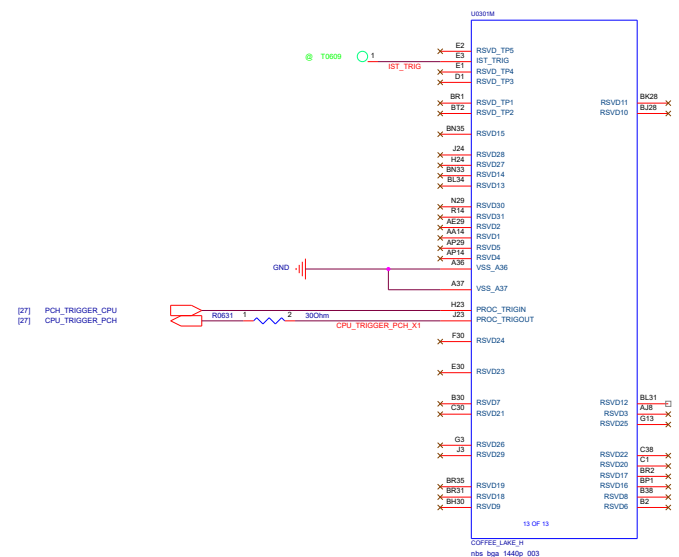 U0301M
E2 RSVD_TP5
@ T0609 1 IST_TRIG E3 IST_TRIG
E1 RSVD_TP4
D1 RSVD_TP3
BR1 RSVD_TP1 RSVD11 BK28
BT2 RSVD_TP2 RSVD10 BJ28
BN35 RSVD15
J24 RSVD28
H24 RSVD27
BN33 RSVD14
BL34 RSVD13
N29 RSVD30
R14 RSVD31
AE29 RSVD2
AA14 RSVD1
AP29 RSVD5
AP14 RSVD4
GND A36 VSS_A36
A37 VSS_A37
[27] PCH_TRIGGER_CPU H23 PROC_TRIGIN
[27] CPU_TRIGGER_PCH R0631 1 2 30Ohm CPU_TRIGGER_PCH_X1 J23 PROC_TRIGOUT
F30 RSVD24
E30 RSVD23
B30 RSVD7 RSVD12 BL31
C30 RSVD21 RSVD3 AJ8
RSVD25 G13
G3 RSVD26
J3 RSVD29 RSVD22 C38
RSVD20 C1
RSVD17 BR2
BR35 RSVD19 RSVD16 BP1
BR31 RSVD18 RSVD8 B38
BH30 RSVD9 RSVD6 B2
13 OF 13
COFFEE_LAKE_H
nbs_bga_1440p_003